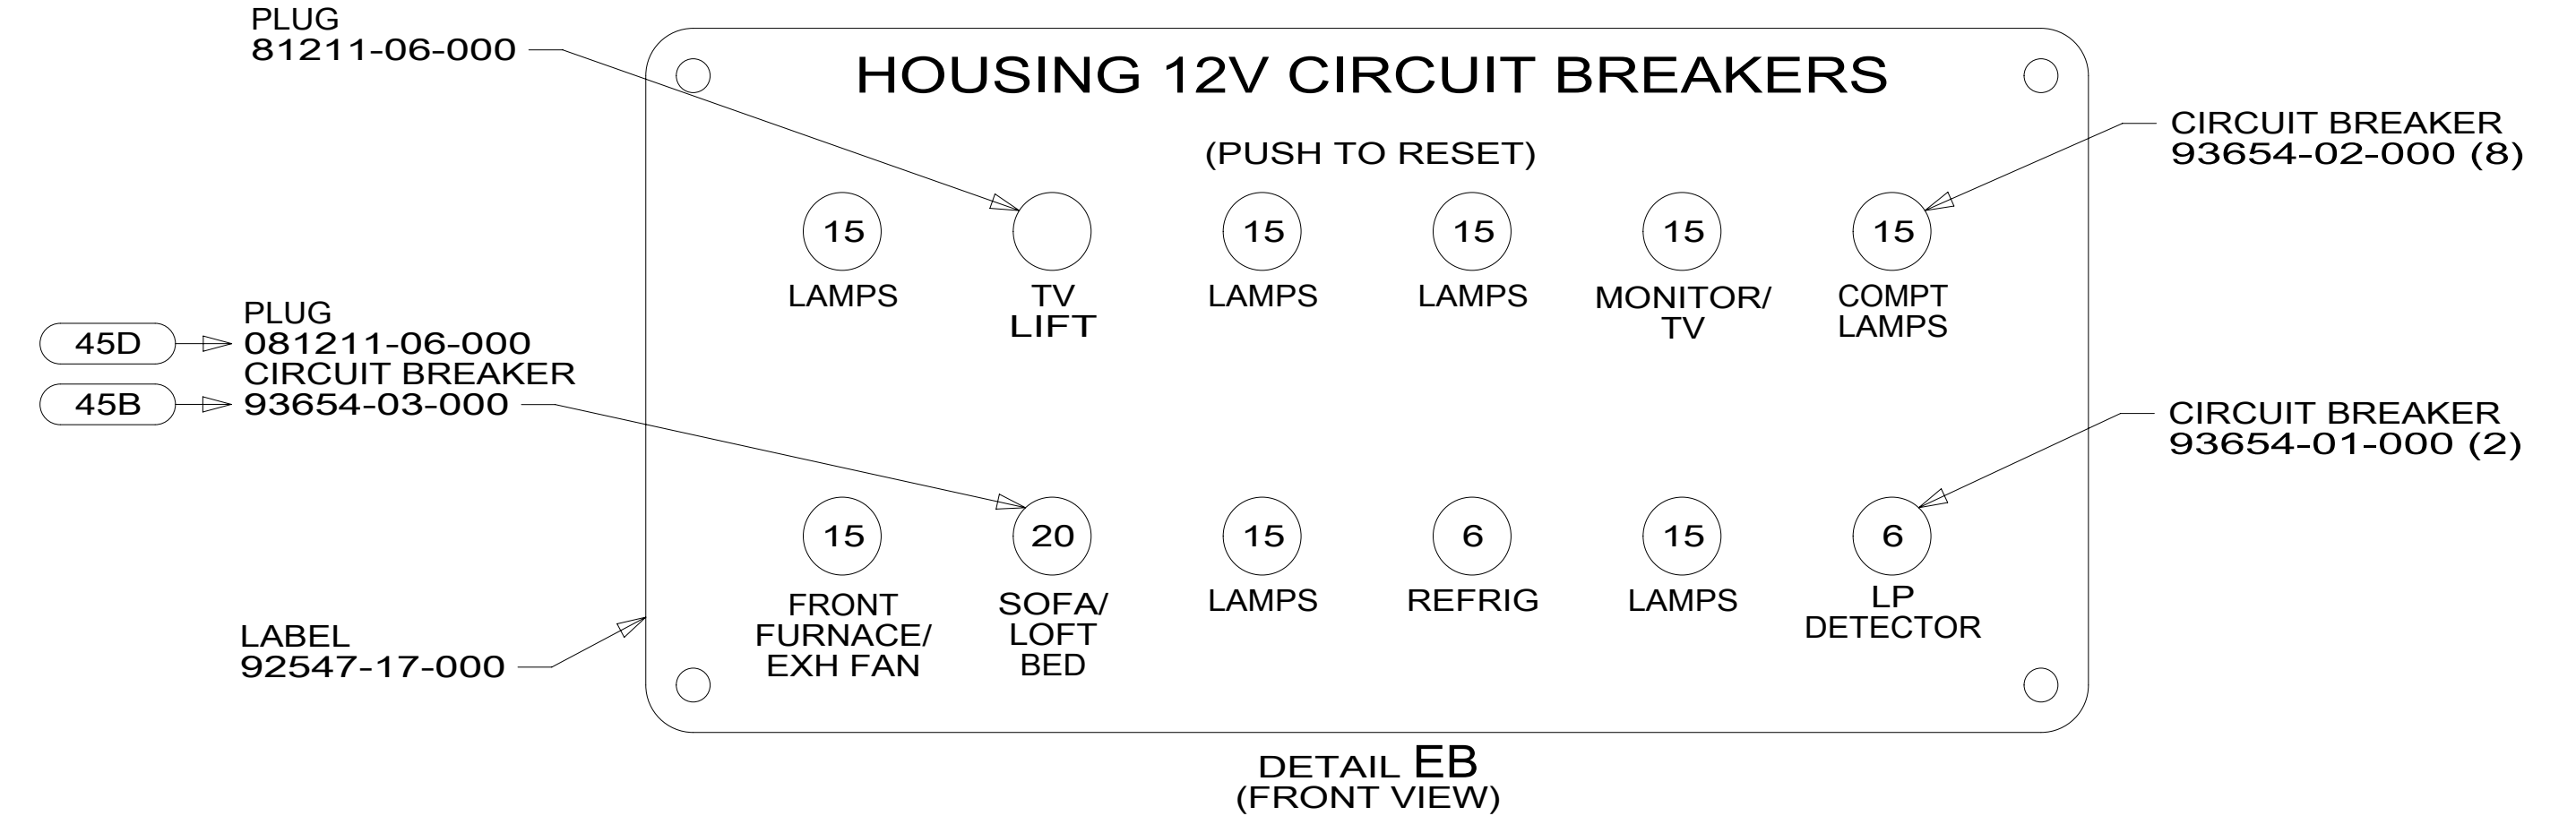 PLUG
81211-06-000
HOUSING 12V CIRCUIT BREAKERS
(PUSH TO RESET)
CIRCUIT BREAKER
93654-02-000 (8)
15 15 15 15 15
LAMPS TV LAMPS LAMPS MONITOR/ COMPT
LIFT TV LAMPS
PLUG
45D 081211-06-000
CIRCUIT BREAKER
45B 93654-03-000
CIRCUIT BREAKER
93654-01-000 (2)
15 20 15 6 15 6
FRONT SOFA/ LAMPS REFRIG LAMPS LP
FURNACE/ LOFT DETECTOR
EXH FAN BED
LABEL
92547-17-000
DETAIL EB
(FRONT VIEW)